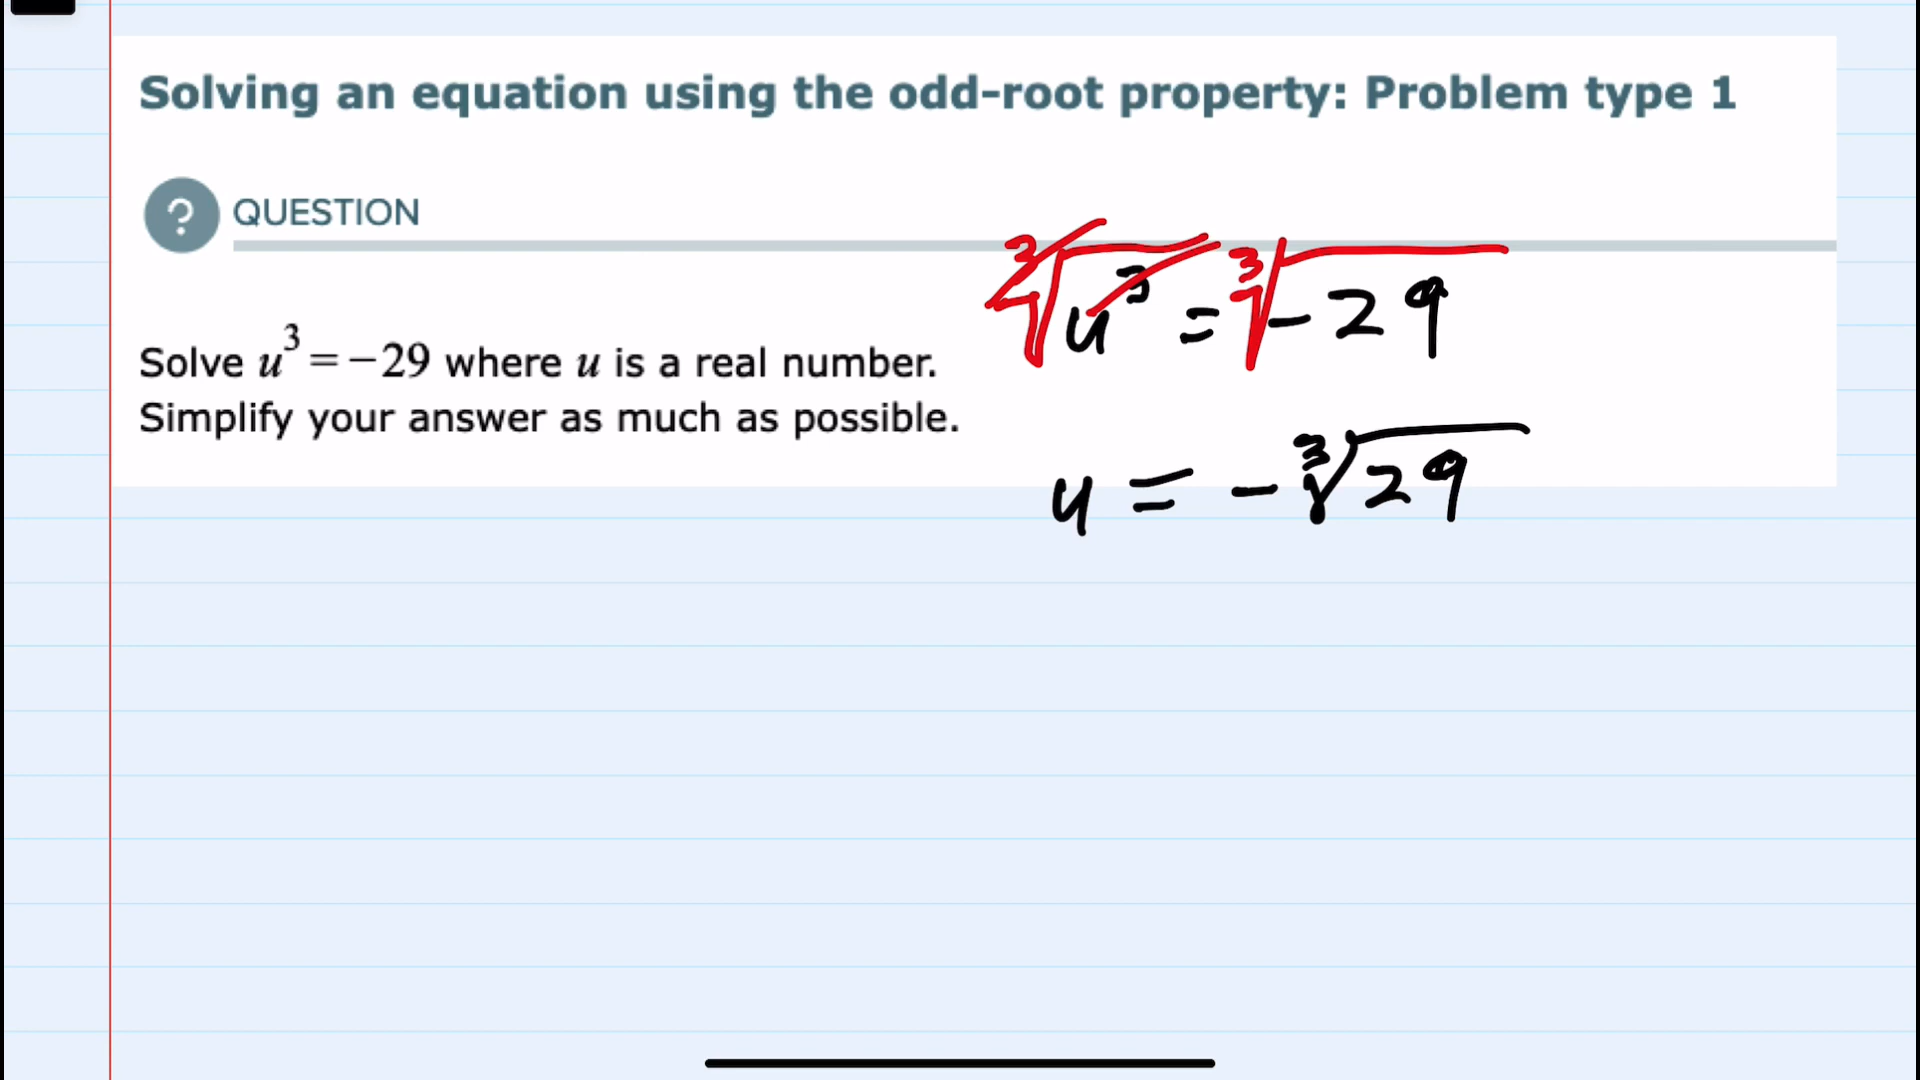 Solving an equation using the odd-root property: Problem type 1
? QUESTION
∛u³ = ∛-29
Solve u³ = −29 where u is a real number.
Simplify your answer as much as possible.
u = -∛29